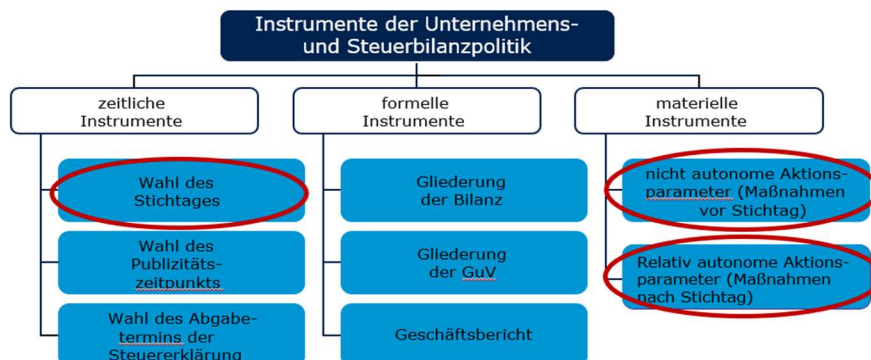 Instrumente der Unternehmens-
und Steuerbilanzpolitik
zeitliche
Instrumente
formelle
Instrumente
materielle
Instrumente
Wahl des
Stichtages
Gliederung
der Bilanz
nicht autonome Aktions-
parameter (Maßnahmen
vor Stichtag)
Wahl des
Publizitäts-
zeitpunkts
Gliederung
der GuV
Relativ autonome Aktions-
parameter (Maßnahmen
nach Stichtag)
Wahl des Abgabe-
termins der
Steuererklärung
Geschäftsbericht